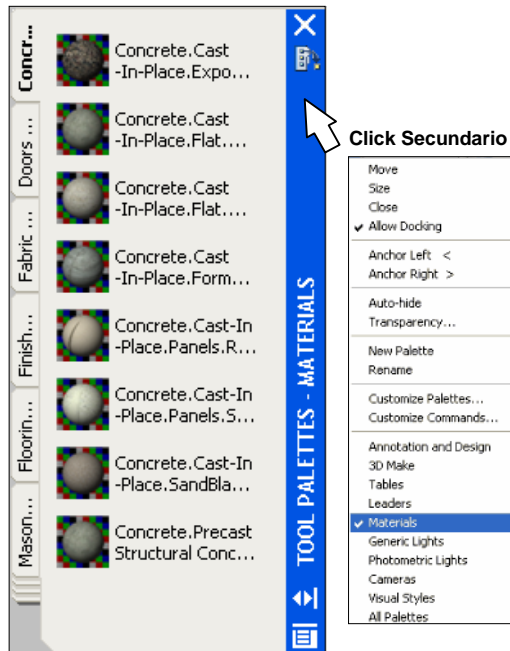 Concr...
Doors ...
Fabric ...
Finish...
Floorin...
Mason...
Concrete.Cast
-In-Place.Expo...
Concrete.Cast
-In-Place.Flat....
Concrete.Cast
-In-Place.Flat....
Concrete.Cast
-In-Place.Form...
Concrete.Cast-In
-Place.Panels.R...
Concrete.Cast-In
-Place.Panels.S...
Concrete.Cast-In
-Place.SandBla...
Concrete.Precast
Structural Conc...
TOOL PALETTES - MATERIALS
Click Secundario
Move
Size
Close
Allow Docking
Anchor Left <
Anchor Right >
Auto-hide
Transparency...
New Palette
Rename
Customize Palettes...
Customize Commands...
Annotation and Design
3D Make
Tables
Leaders
Materials
Generic Lights
Photometric Lights
Cameras
Visual Styles
All Palettes